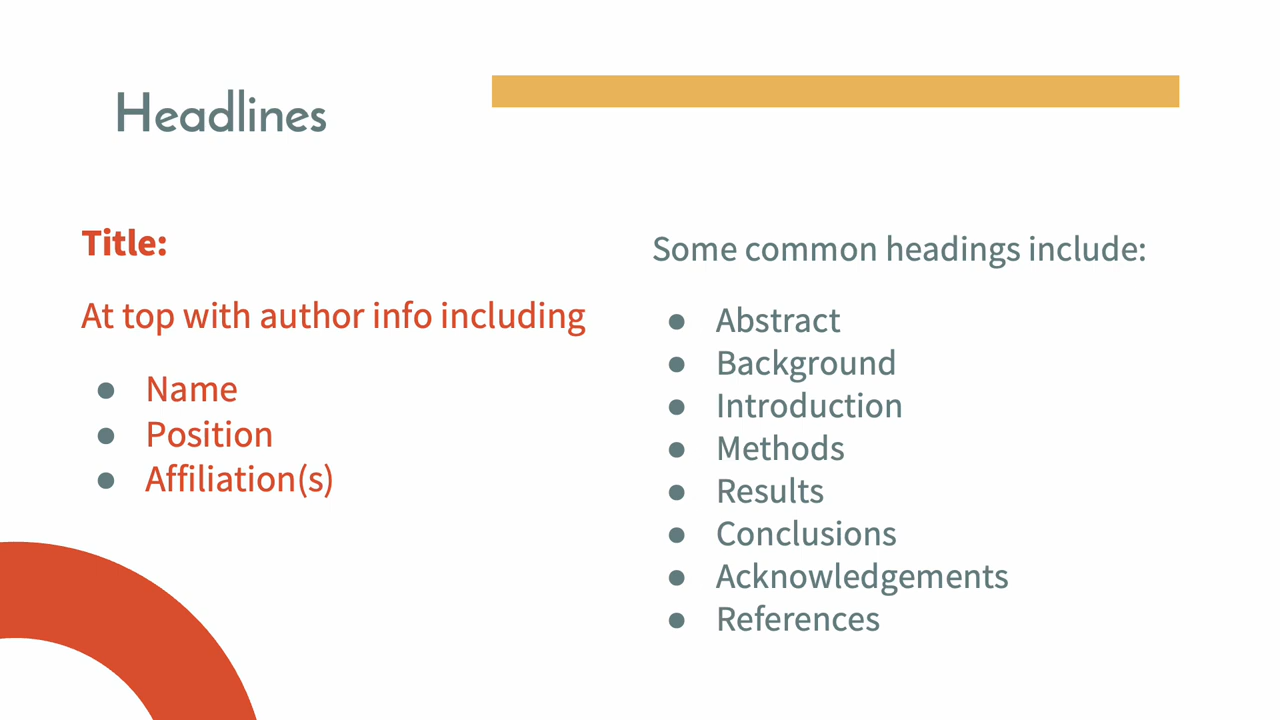 Headlines
Title:
At top with author info including
● Name
● Position
● Affiliation(s)
Some common headings include:
● Abstract
● Background
● Introduction
● Methods
● Results
● Conclusions
● Acknowledgements
● References